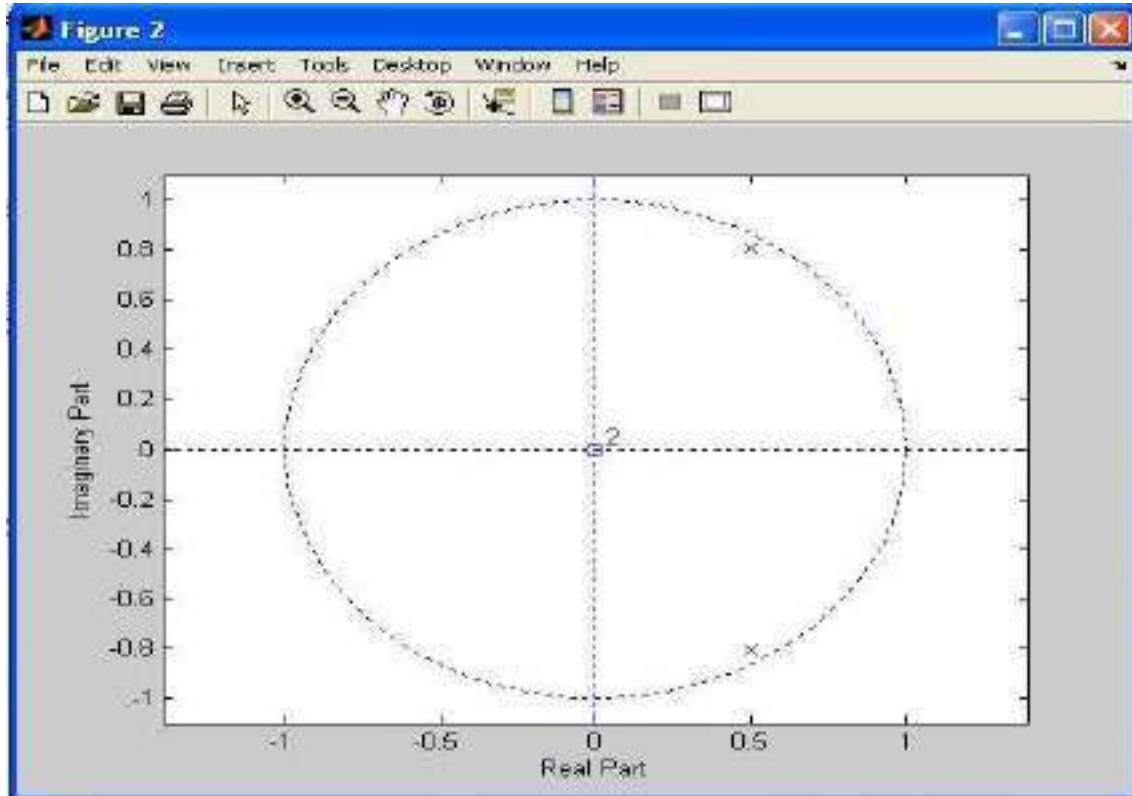 Figure 2
File Edit View Insert Tools Desktop Window Help
1
0.8
0.6
0.4
0.2
0
-0.2
-0.4
-0.6
-0.8
-1
Imaginary Part
2
-1 -0.5 0 0.5 1
Real Part